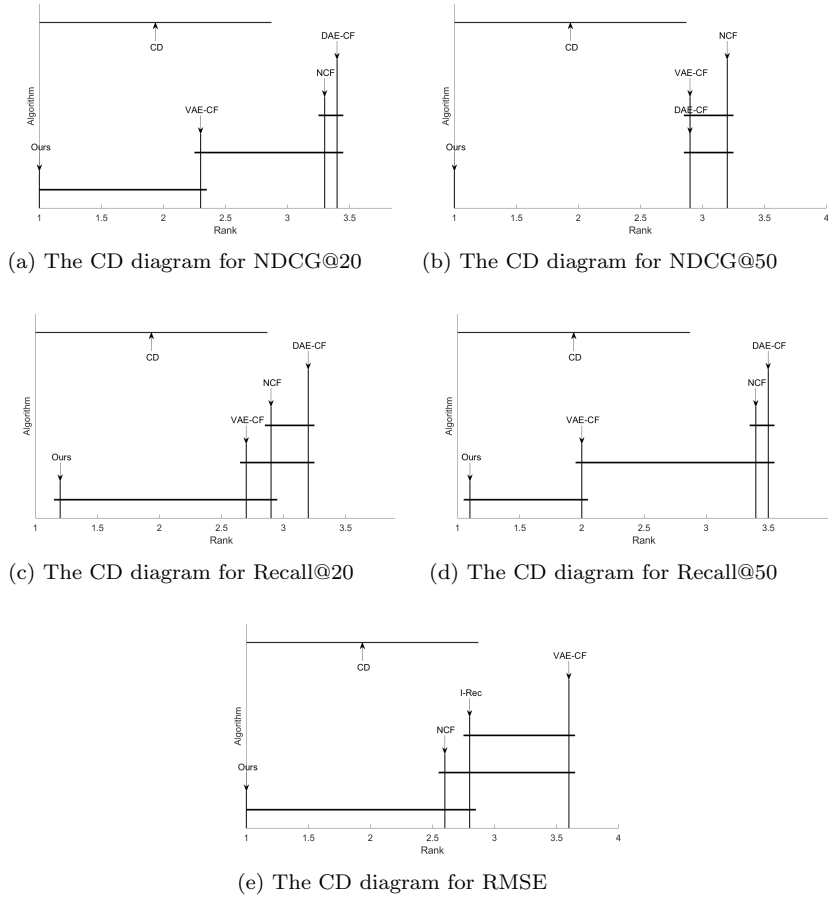 DAE-CF
CD
NCF
VAE-CF
Algorithm
Ours
1 1.5 2 2.5 3 3.5
Rank
(a) The CD diagram for NDCG@20
NCF
CD
VAE-CF
DAE-CF
Algorithm
Ours
1 1.5 2 2.5 3 3.5 4
Rank
(b) The CD diagram for NDCG@50
DAE-CF
CD
NCF
VAE-CF
Algorithm
Ours
1 1.5 2 2.5 3 3.5
Rank
(c) The CD diagram for Recall@20
DAE-CF
CD
NCF
VAE-CF
Algorithm
Ours
1 1.5 2 2.5 3 3.5
Rank
(d) The CD diagram for Recall@50
VAE-CF
CD
I-Rec
NCF
Algorithm
Ours
1 1.5 2 2.5 3 3.5 4
Rank
(e) The CD diagram for RMSE